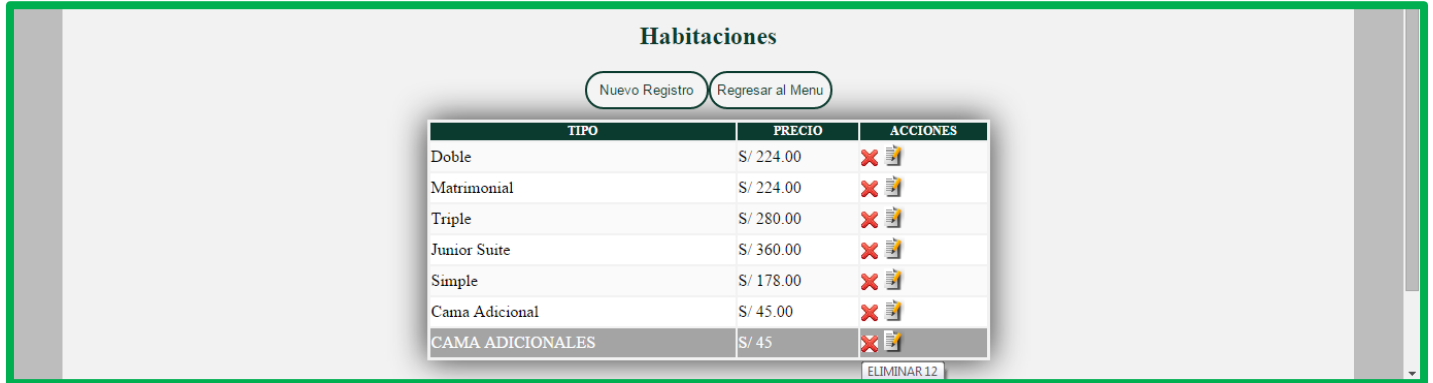 Habitaciones
Nuevo Registro Regresar al Menu
TIPO PRECIO ACCIONES
Doble S/ 224.00
Matrimonial S/ 224.00
Triple S/ 280.00
Junior Suite S/ 360.00
Simple S/ 178.00
Cama Adicional S/ 45.00
CAMA ADICIONALES S/ 45
ELIMINAR 12